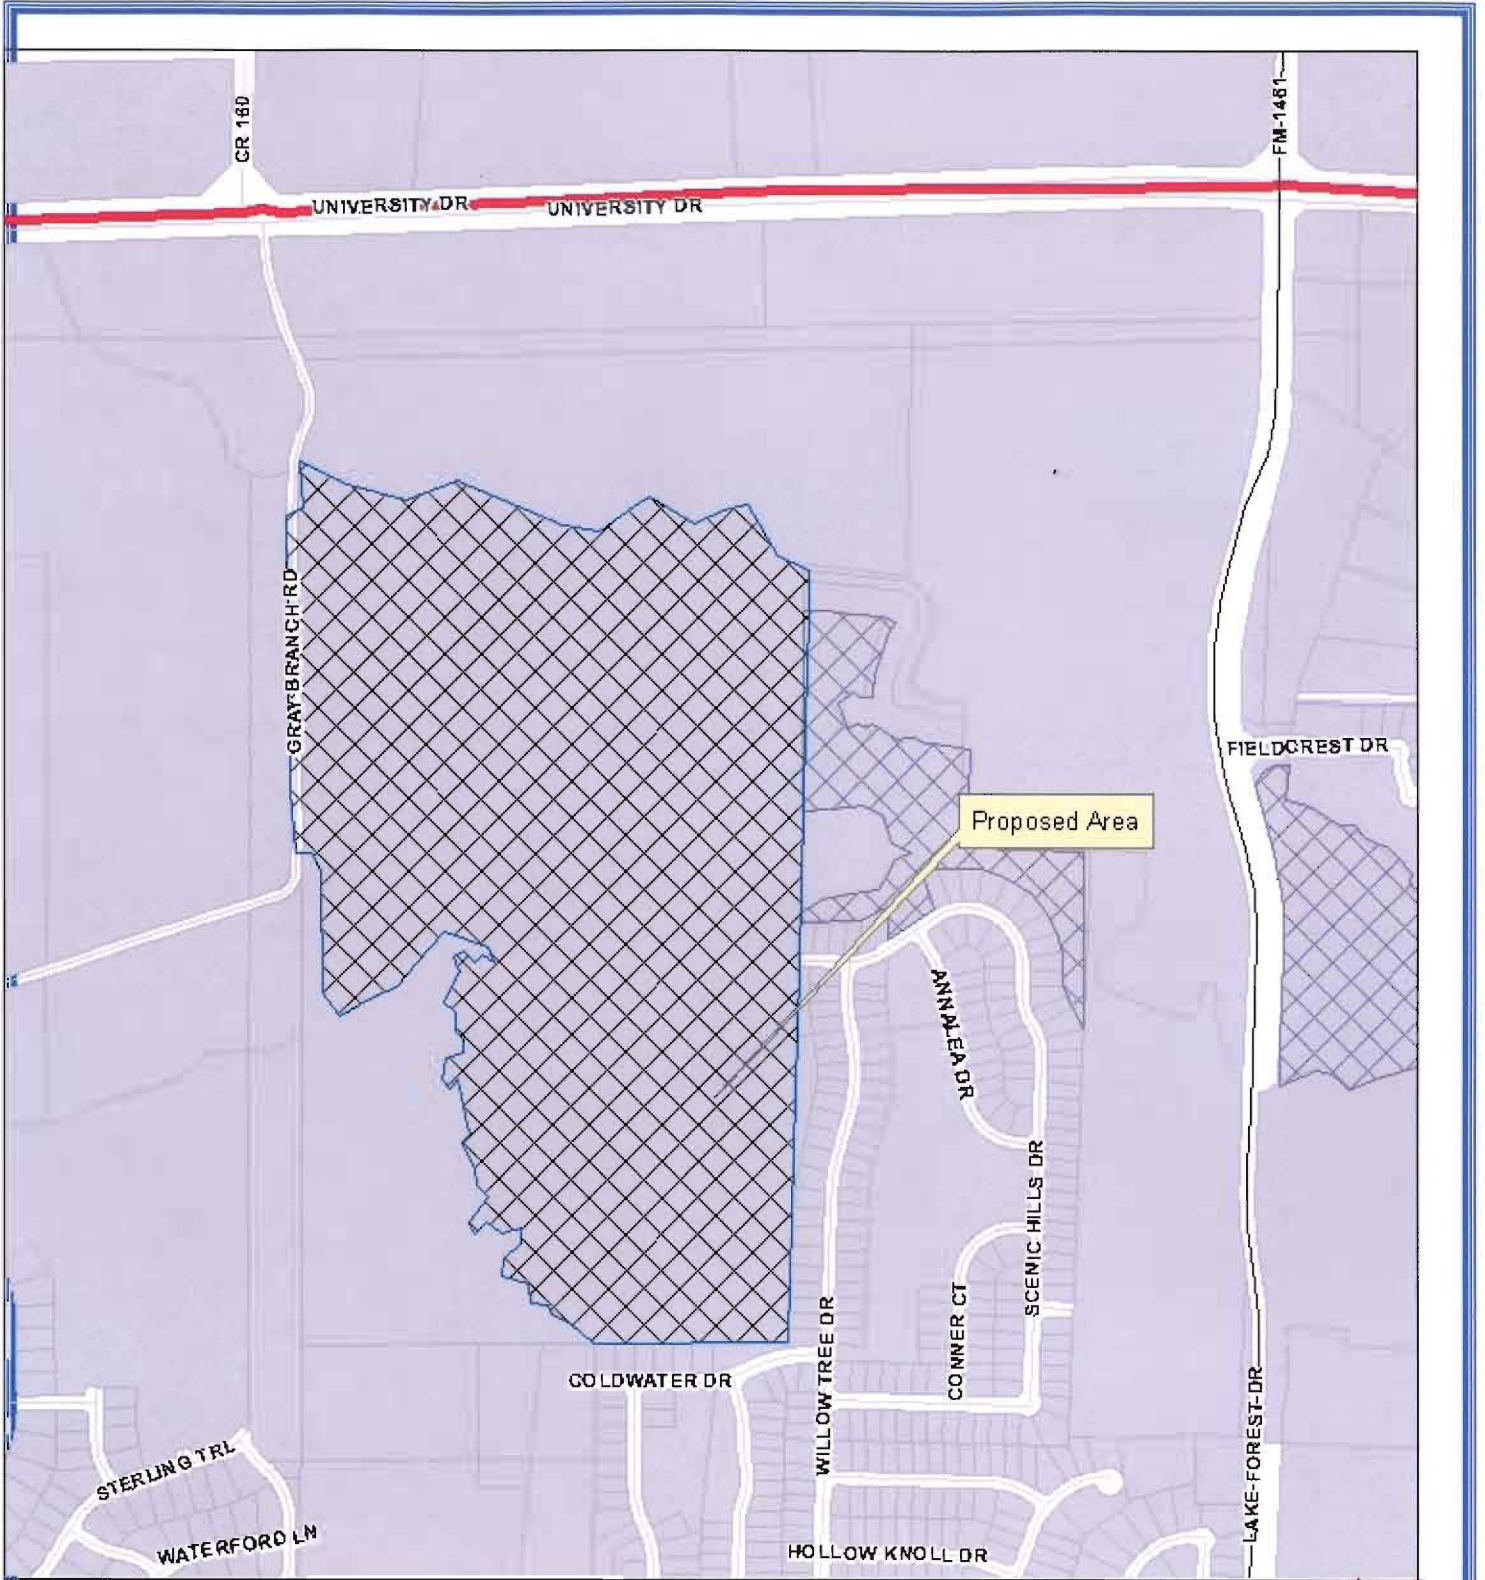 CR 160
FM-1461
UNIVERSITY DR
UNIVERSITY DR
GRAY BRANCH RD
FIELDCREST DR
Proposed Area
ANNALEA DR
SCENIC HILLS DR
CONNER CT
WILLOW TREE DR
COLDWATER DR
LAKE-FOREST-DR
STERLING TRL
WATERFORD LN
HOLLOW KNOLL DR